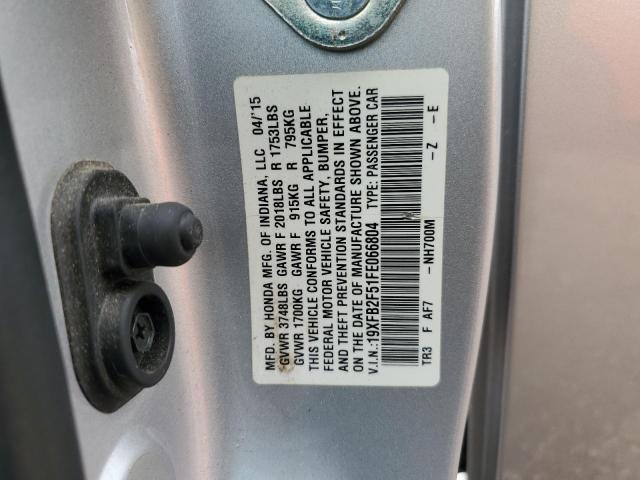 MFD. BY HONDA MFG. OF INDIANA, LLC 04/'15
GVWR 3748LBS GAWR F 2018LBS R 1753LBS
GVWR 1700KG GAWR F 915KG R 795KG
THIS VEHICLE CONFORMS TO ALL APPLICABLE
FEDERAL MOTOR VEHICLE SAFETY, BUMPER,
AND THEFT PREVENTION STANDARDS IN EFFECT
ON THE DATE OF MANUFACTURE SHOWN ABOVE.
V.I.N.:19XFB2F51FE066804 TYPE: PASSENGER CAR
TR3 F AF7 -NH700M -Z -E